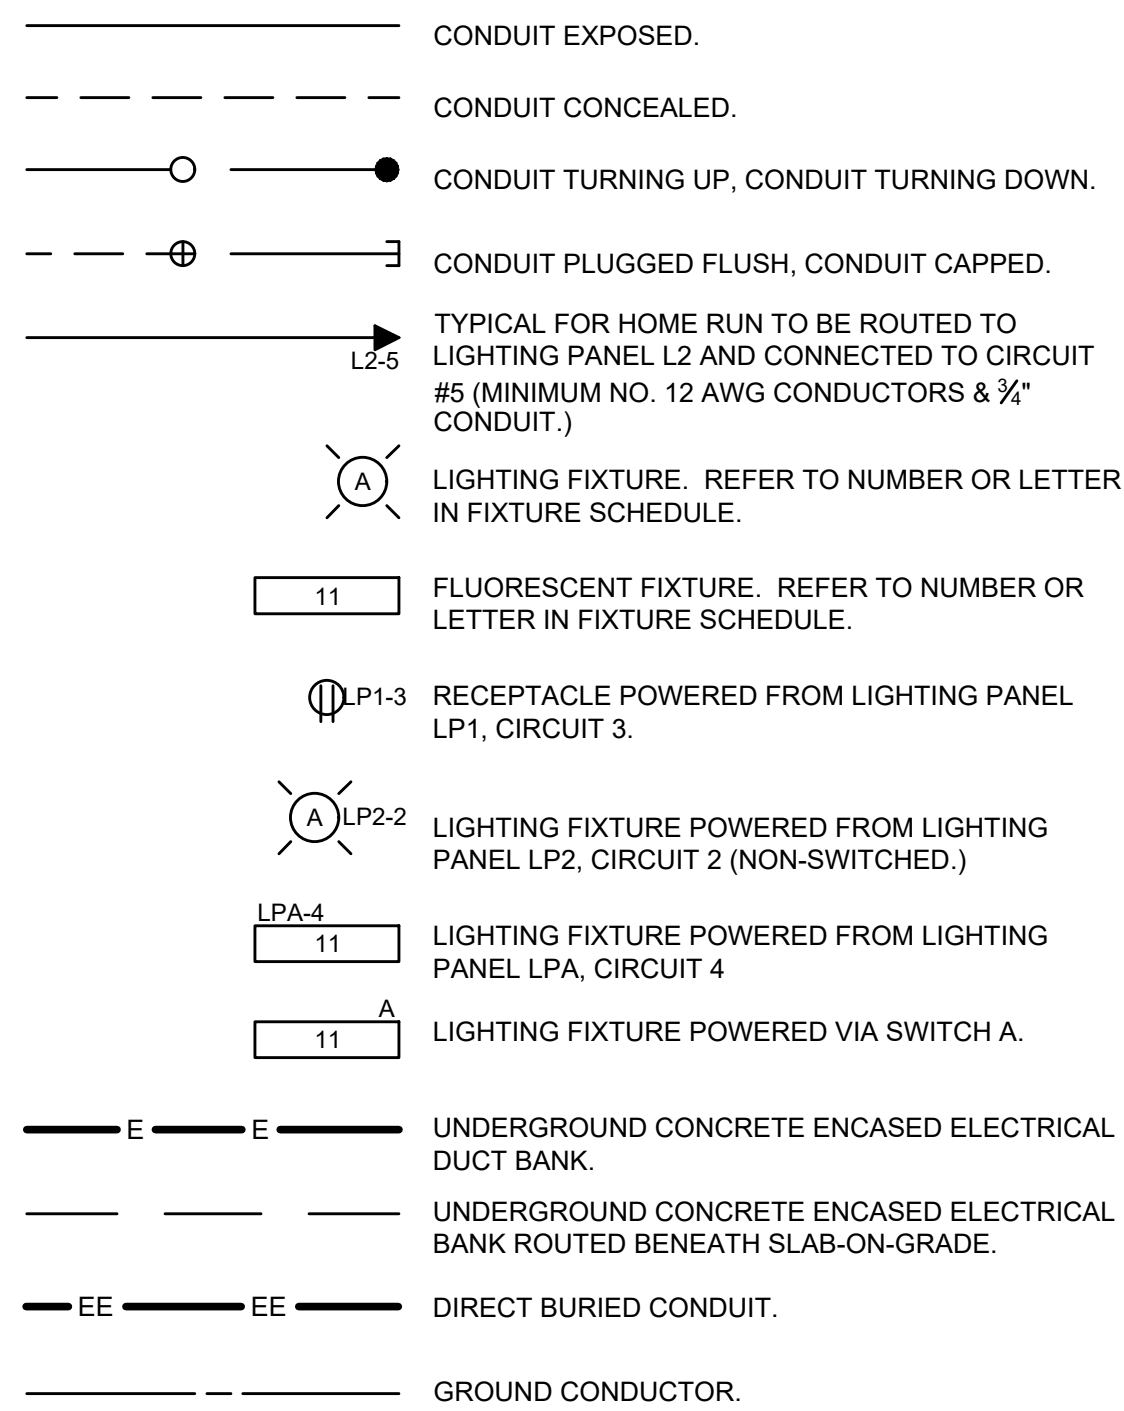 CONDUIT EXPOSED.
CONDUIT CONCEALED.
CONDUIT TURNING UP, CONDUIT TURNING DOWN.
CONDUIT PLUGGED FLUSH, CONDUIT CAPPED.
L2-5
TYPICAL FOR HOME RUN TO BE ROUTED TO
LIGHTING PANEL L2 AND CONNECTED TO CIRCUIT
#5 (MINIMUM NO. 12 AWG CONDUCTORS & ¾"
CONDUIT.)
A
LIGHTING FIXTURE. REFER TO NUMBER OR LETTER
IN FIXTURE SCHEDULE.
11
FLUORESCENT FIXTURE. REFER TO NUMBER OR
LETTER IN FIXTURE SCHEDULE.
LP1-3
RECEPTACLE POWERED FROM LIGHTING PANEL
LP1, CIRCUIT 3.
A LP2-2
LIGHTING FIXTURE POWERED FROM LIGHTING
PANEL LP2, CIRCUIT 2 (NON-SWITCHED.)
LPA-4
11
LIGHTING FIXTURE POWERED FROM LIGHTING
PANEL LPA, CIRCUIT 4
A
11
LIGHTING FIXTURE POWERED VIA SWITCH A.
E E
UNDERGROUND CONCRETE ENCASED ELECTRICAL
DUCT BANK.
UNDERGROUND CONCRETE ENCASED ELECTRICAL
BANK ROUTED BENEATH SLAB-ON-GRADE.
EE EE
DIRECT BURIED CONDUIT.
GROUND CONDUCTOR.